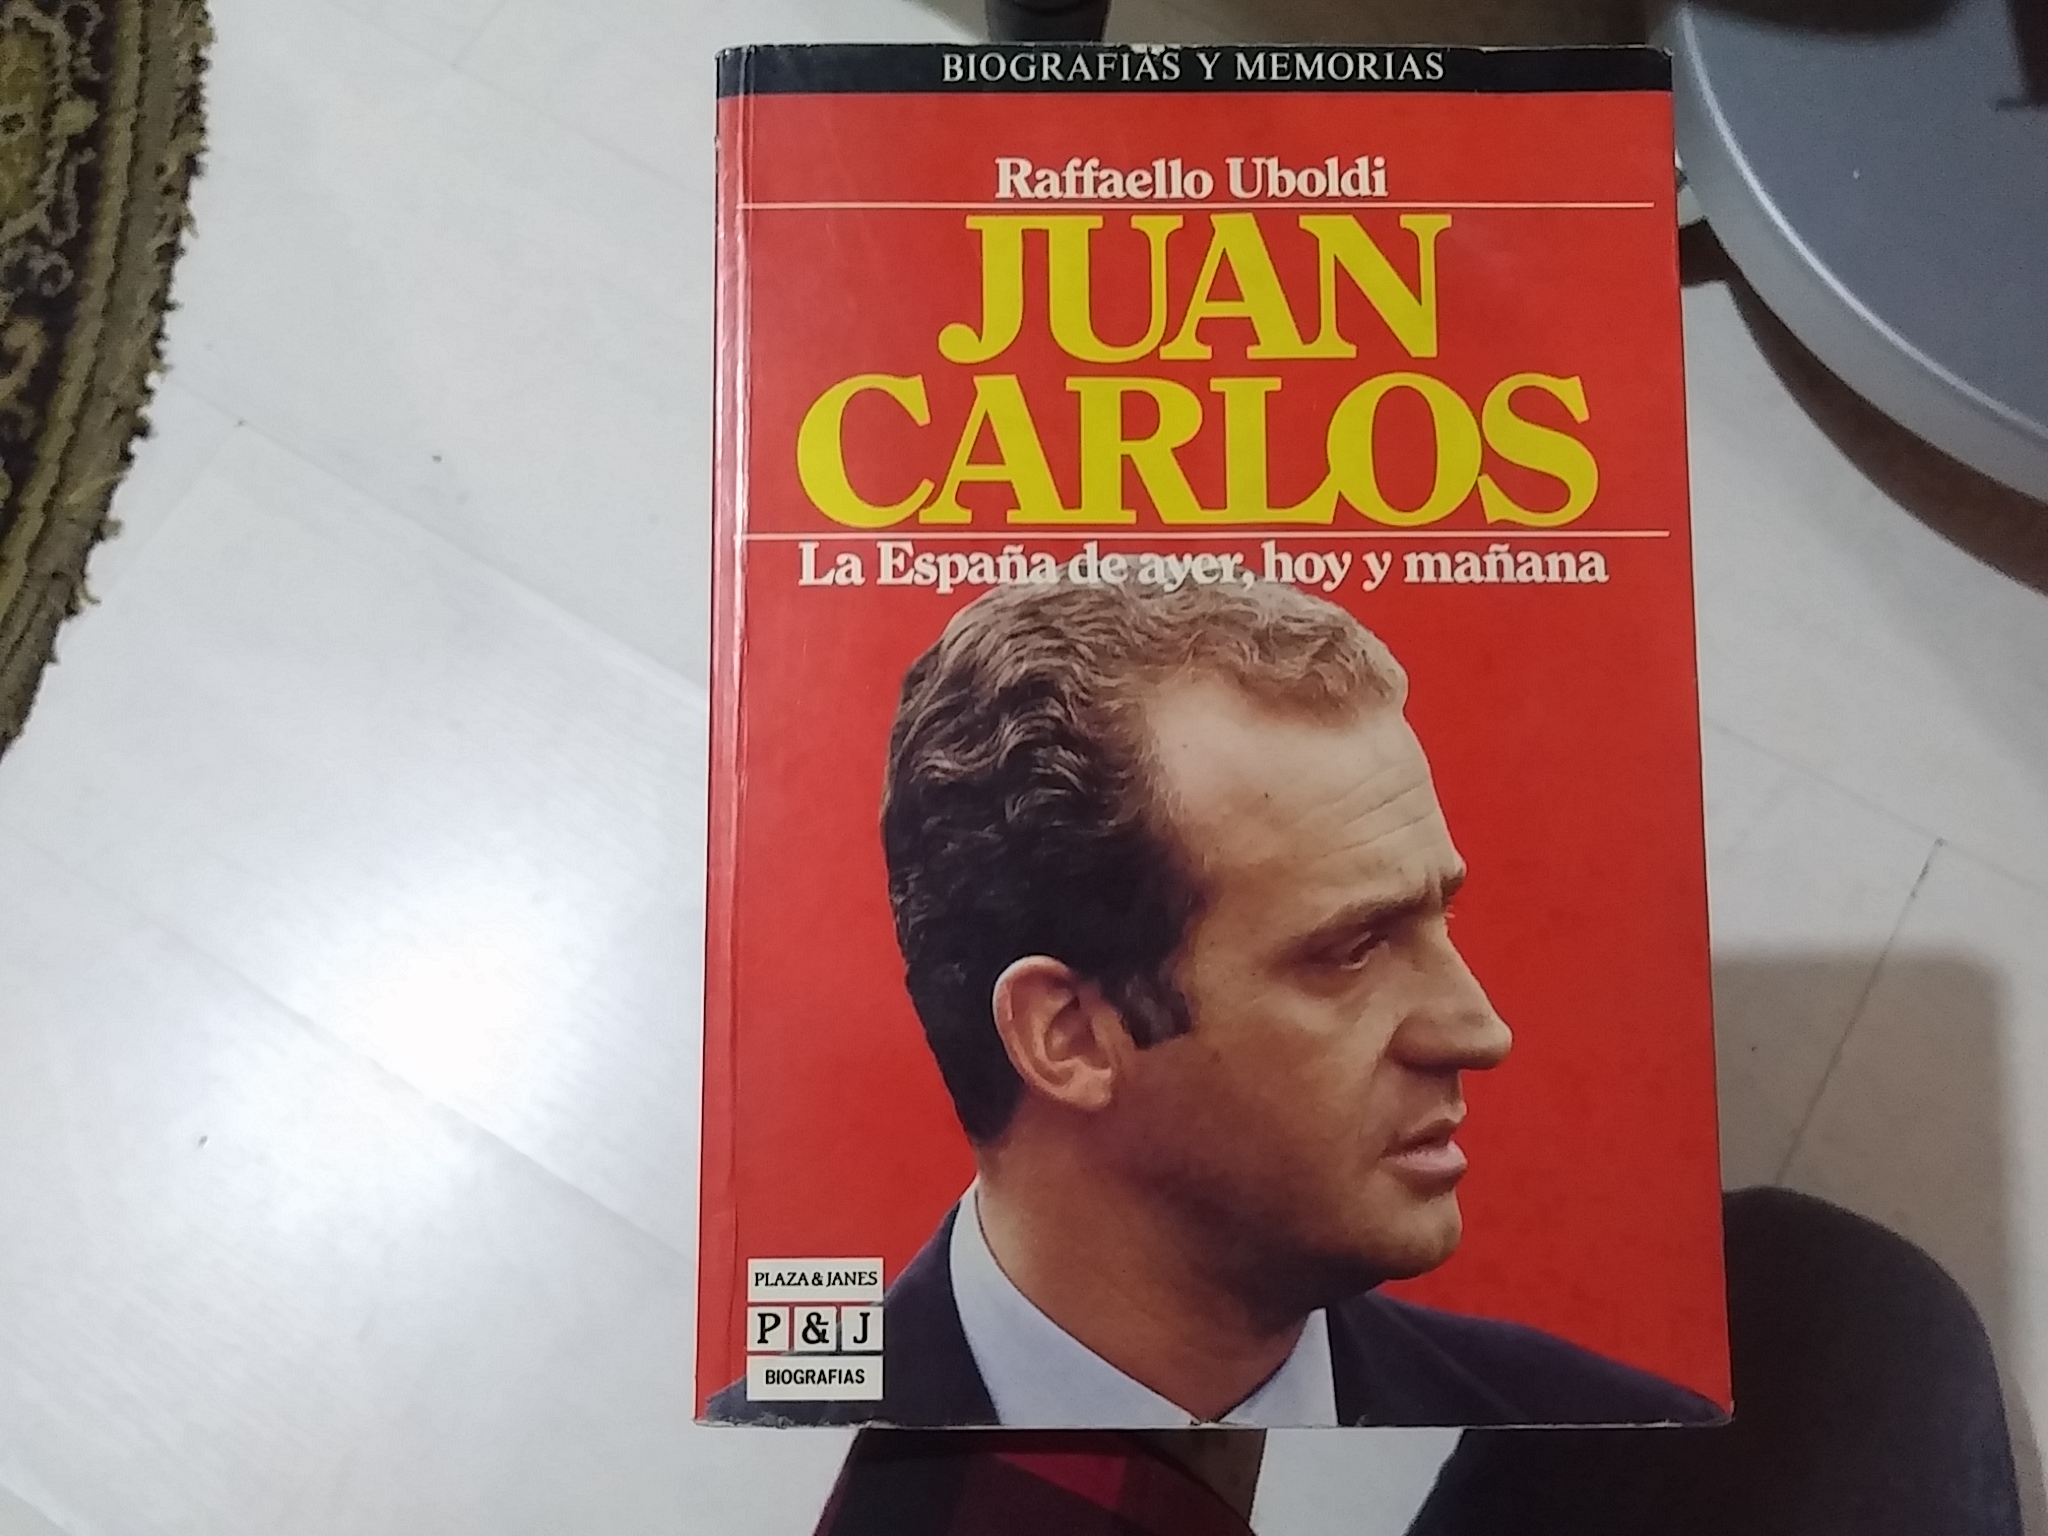 BIOGRAFIAS Y MEMORIAS
Raffaello Uboldi
JUAN
CARLOS
La España de ayer, hoy y mañana
PLAZA & JANES
P & J
BIOGRAFIAS